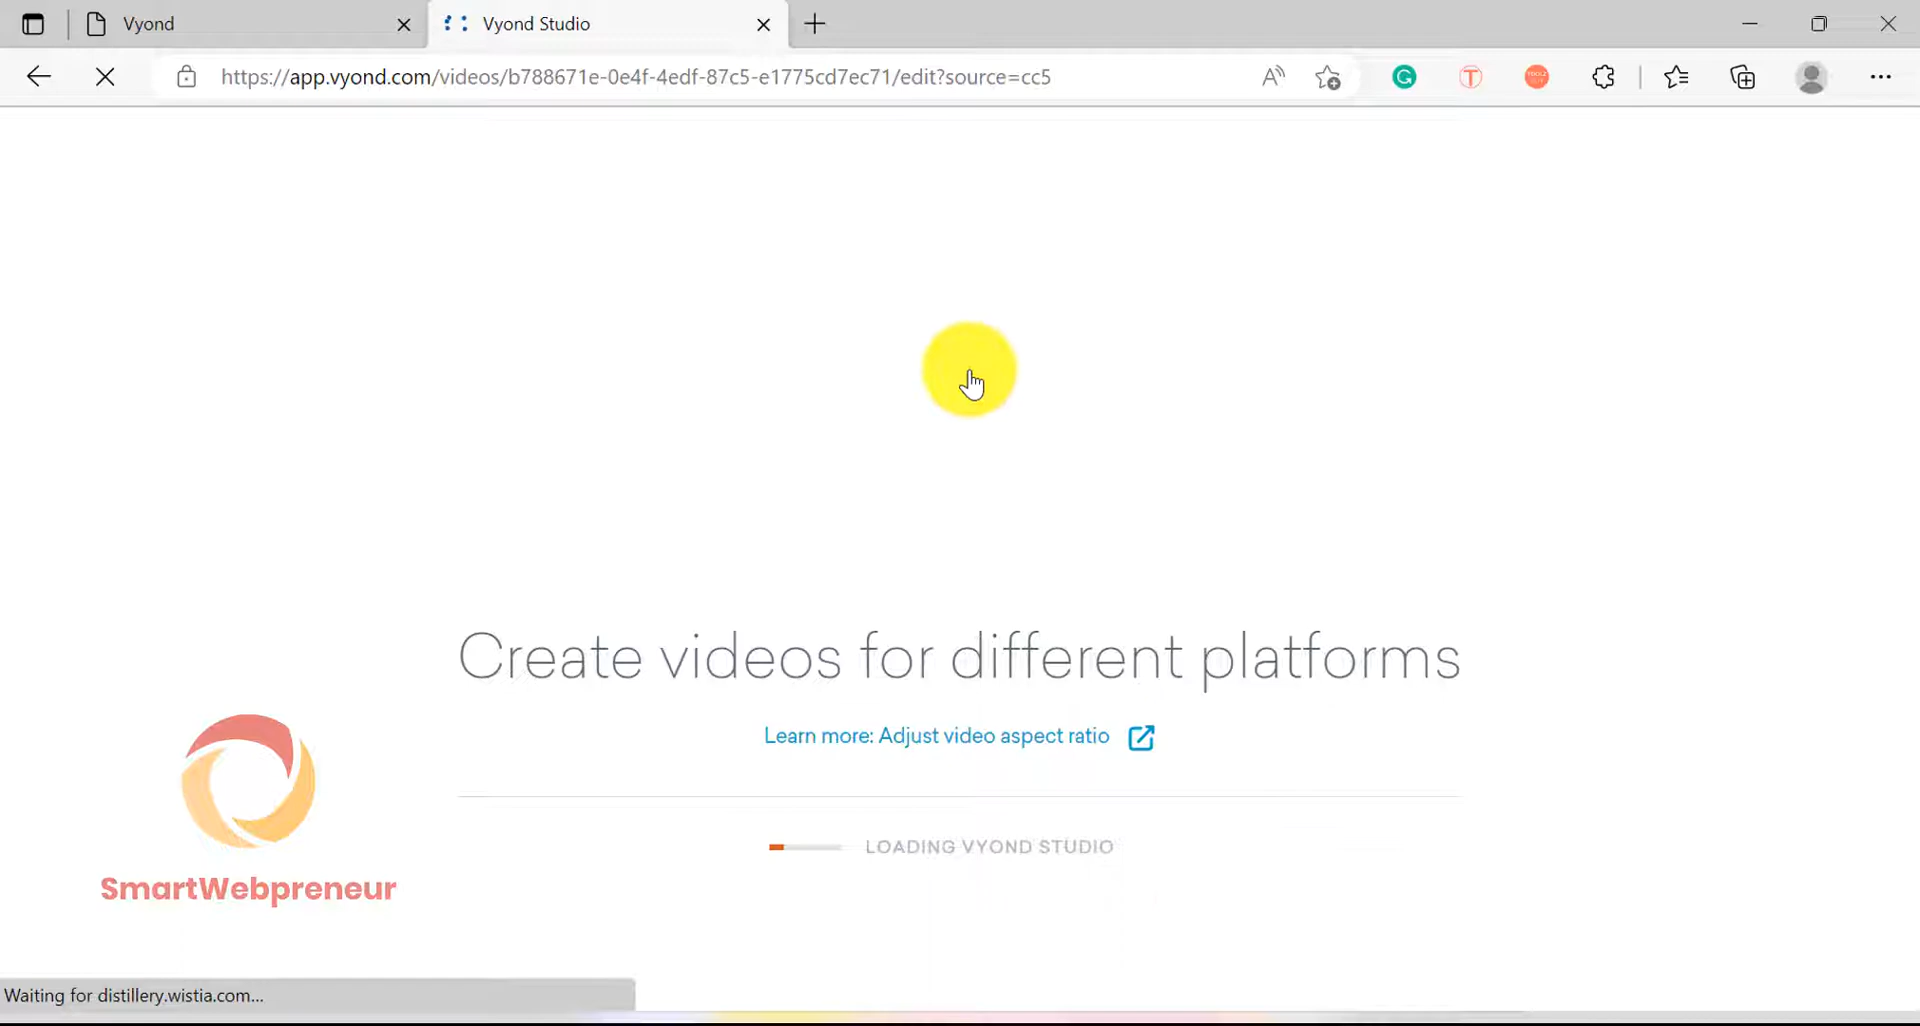 Vyond
Vyond Studio
https://app.vyond.com/videos/b788671e-0e4f-4edf-87c5-e1775cd7ec71/edit?source=cc5
Create videos for different platforms
Learn more: Adjust video aspect ratio
LOADING VYOND STUDIO
SmartWebpreneur
Waiting for distillery.wistia.com...